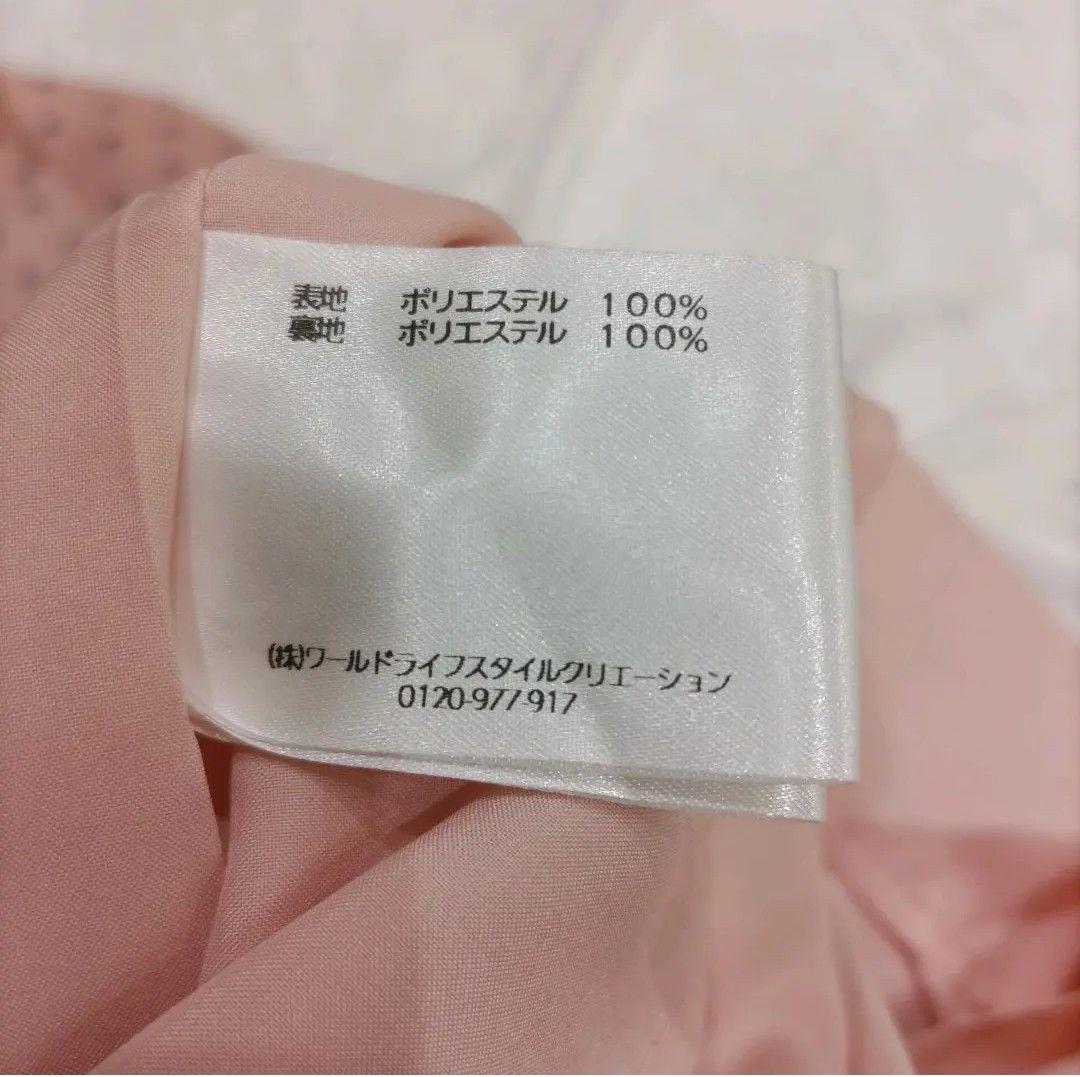 表地 ポリエステル 100%
裏地 ポリエステル 100%
(株)ワールドライフスタイルクリエーション
0120-977-917